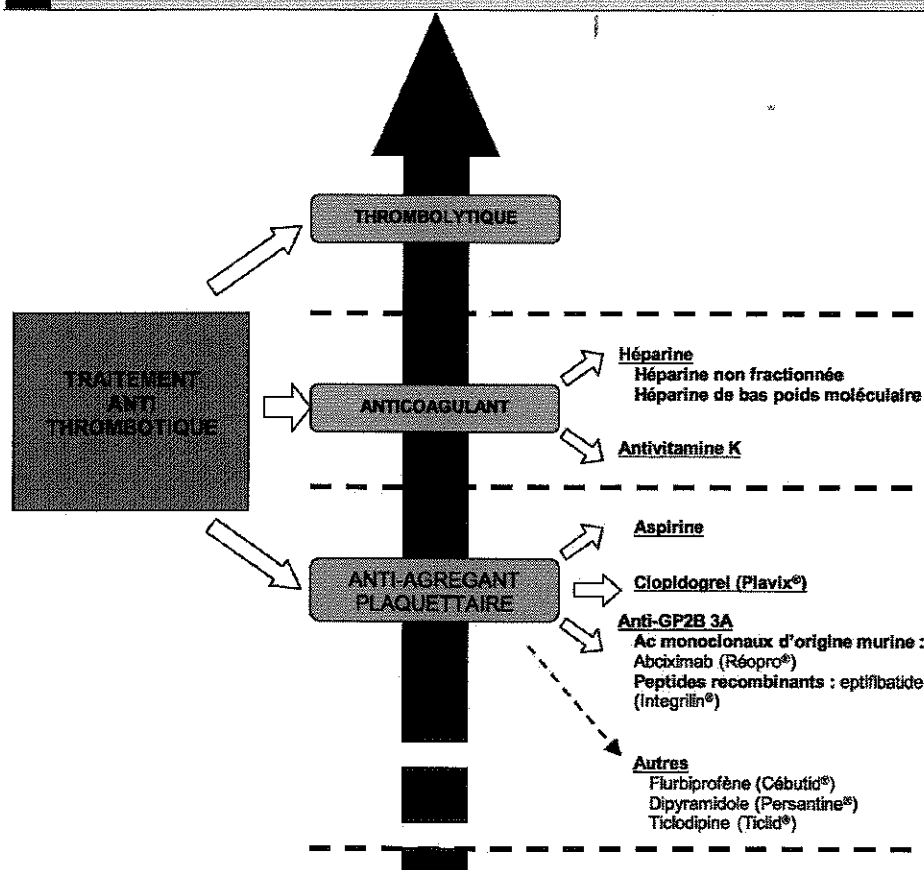 THROMBOLYTIQUE
TRAITEMENT
ANTI
THROMBOTIQUE
ANTICOAGULANT
Héparine
Héparine non fractionnée
Héparine de bas poids moléculaire
Antivitamine K
ANTI-AGREGANT
PLAQUETTAIRE
Aspirine
Clopidogrel (Plavix®)
Anti-GP2B 3A
Ac monoclonaux d'origine murine :
Abciximab (Réopro®)
Peptides recombinants : eptifibatide
(Integrilin®)
Autres
Flurbiprofène (Cébutid®)
Dipyramidole (Persantine®)
Ticlodipine (Ticlid®)